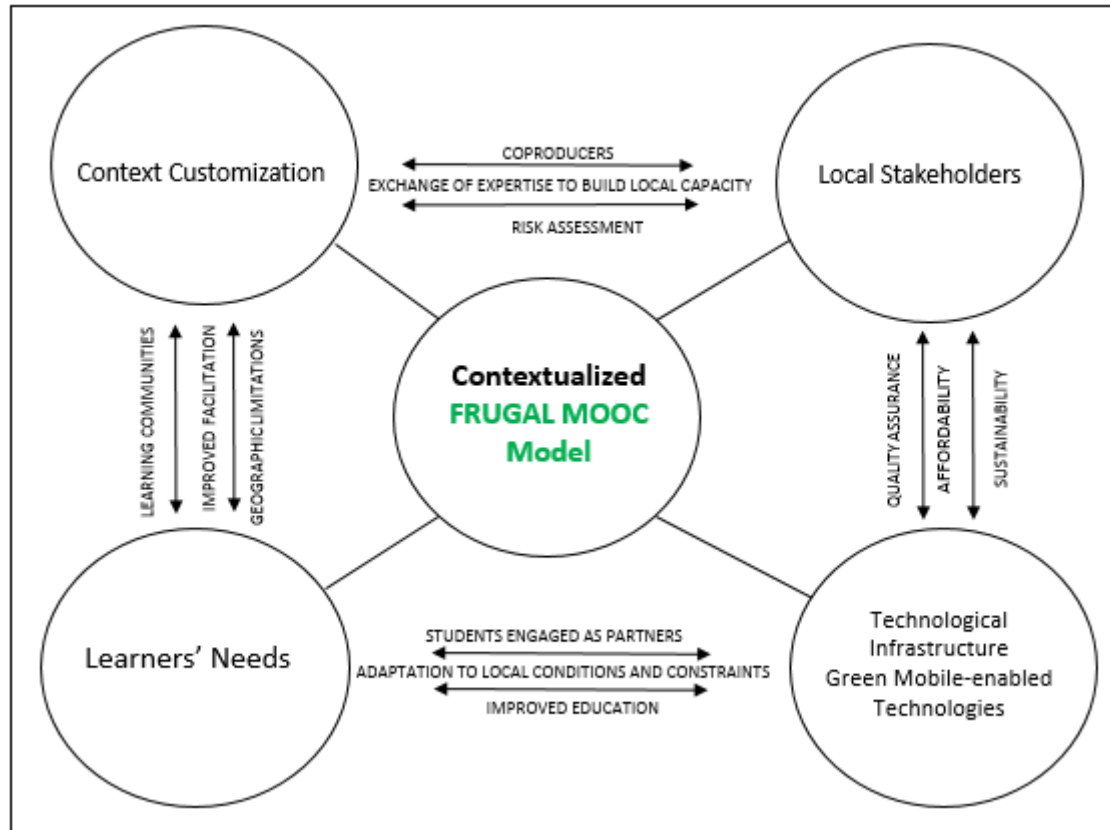 Context Customization
COPRODUCERS
EXCHANGE OF EXPERTISE TO BUILD LOCAL CAPACITY
RISK ASSESSMENT
Local Stakeholders
Contextualized
FRUGAL MOOC
Model
LEARNING COMMUNITIES
IMPROVED FACILITATION
GEOGRAPHIC LIMITATIONS
QUALITY ASSURANCE
AFFORDABILITY
SUSTAINABILITY
Learners’ Needs
STUDENTS ENGAGED AS PARTNERS
ADAPTATION TO LOCAL CONDITIONS AND CONSTRAINTS
IMPROVED EDUCATION
Technological
Infrastructure
Green Mobile-enabled
Technologies